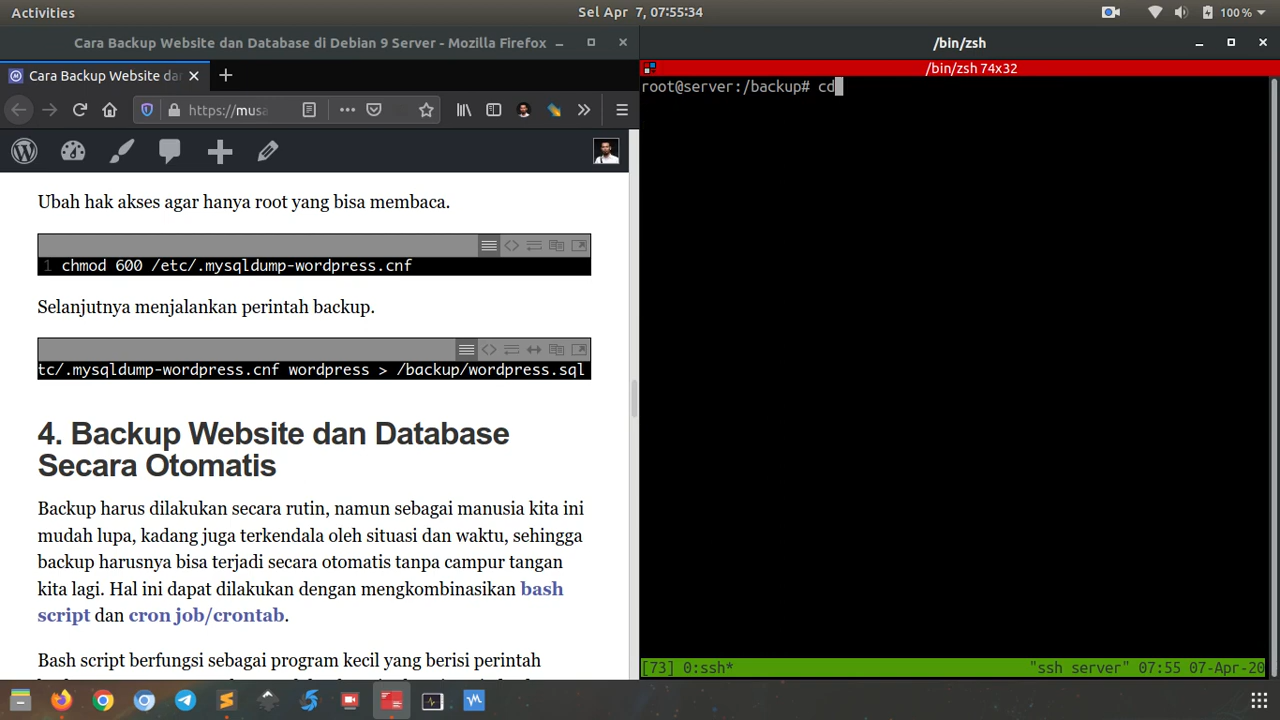 Activities
Sel Apr 7, 07:55:34
100 %
Cara Backup Website dan Database di Debian 9 Server - Mozilla Firefox
/bin/zsh
Cara Backup Website da
/bin/zsh 74x32
https://musa
root@server:/backup# cd
Ubah hak akses agar hanya root yang bisa membaca.
1 chmod 600 /etc/.mysqldump-wordpress.cnf
Selanjutnya menjalankan perintah backup.
tc/.mysqldump-wordpress.cnf wordpress > /backup/wordpress.sql
4. Backup Website dan Database
Secara Otomatis
Backup harus dilakukan secara rutin, namun sebagai manusia kita ini
mudah lupa, kadang juga terkendala oleh situasi dan waktu, sehingga
backup harusnya bisa terjadi secara otomatis tanpa campur tangan
kita lagi. Hal ini dapat dilakukan dengan mengkombinasikan bash
script dan cron job/crontab.
Bash script berfungsi sebagai program kecil yang berisi perintah
[73] 0:ssh*
"ssh server" 07:55 07-Apr-20